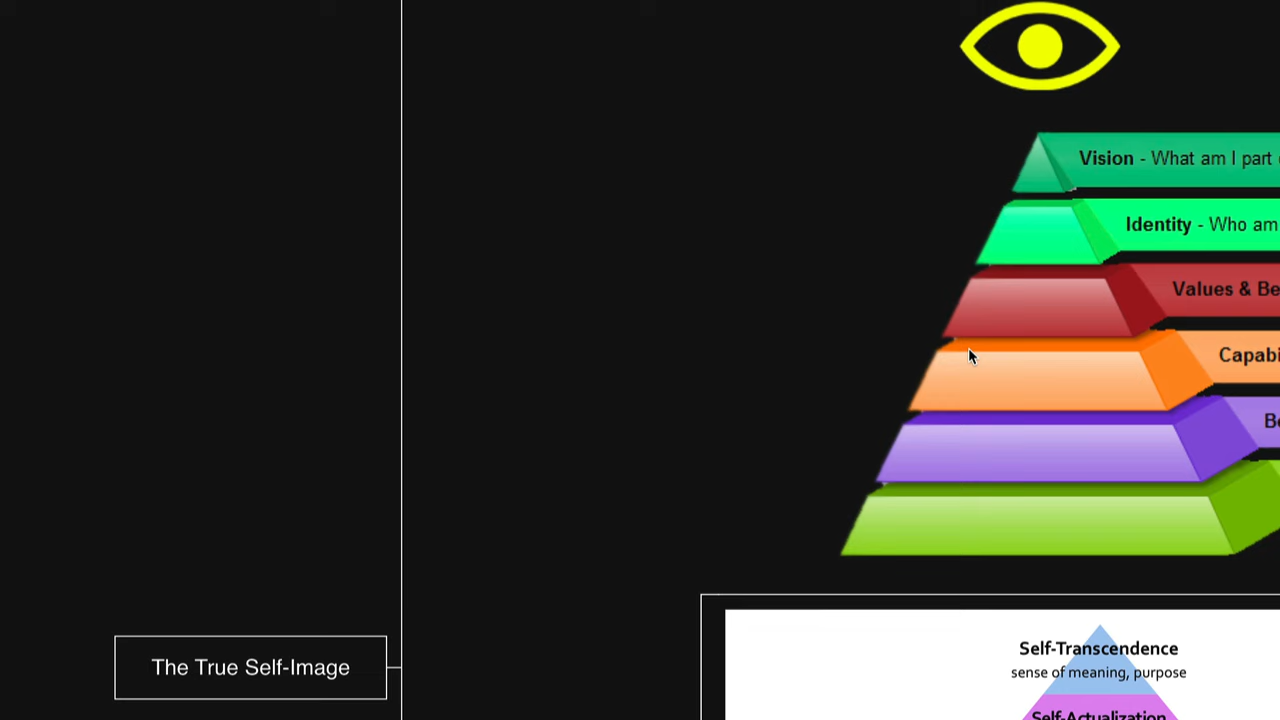 Vision - What am I part
Identity - Who am
Values & Be
Capabi
Be
The True Self-Image
Self-Transcendence
sense of meaning, purpose
Self-Actualization